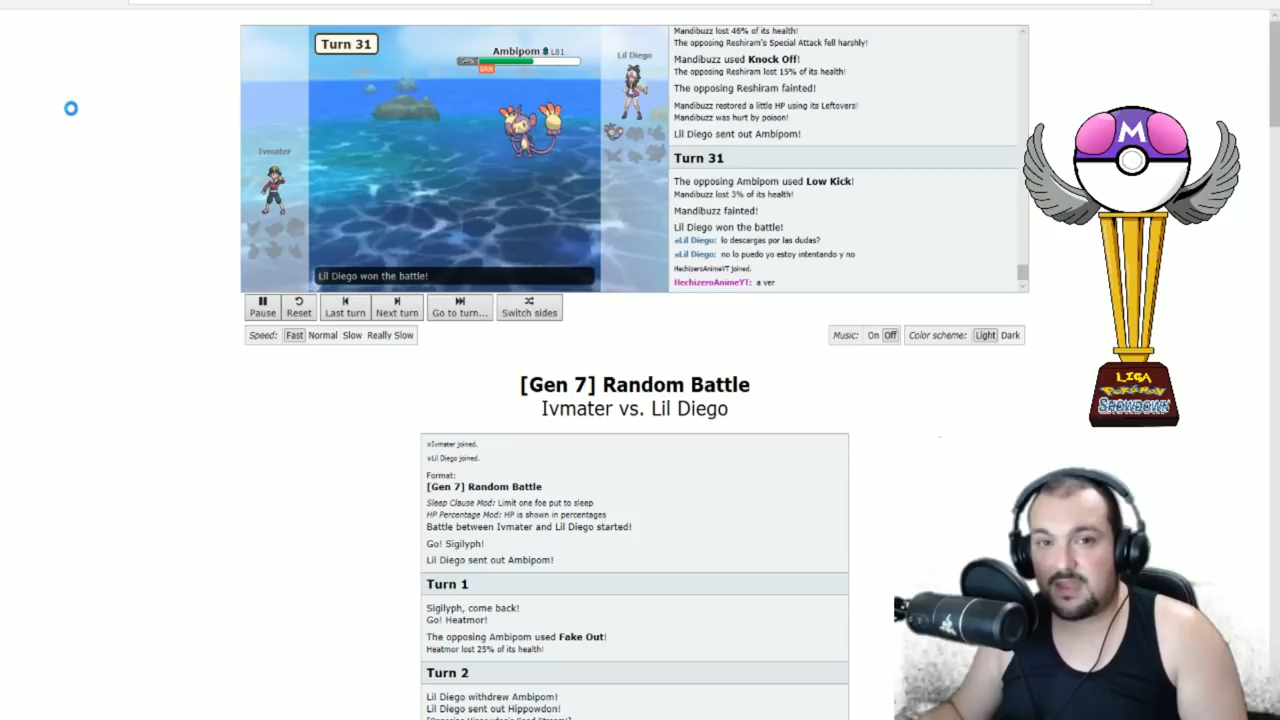 Turn 31
Ambipom L81
54%
BRN
Lil Diego
Ivmater
Lil Diego won the battle!
Mandibuzz lost 46% of its health!
The opposing Reshiram's Special Attack fell harshly!
Mandibuzz used Knock Off!
The opposing Reshiram lost 15% of its health!
The opposing Reshiram fainted!
Mandibuzz restored a little HP using its Leftovers!
Mandibuzz was hurt by poison!
Lil Diego sent out Ambipom!
Turn 31
The opposing Ambipom used Low Kick!
Mandibuzz lost 3% of its health!
Mandibuzz fainted!
Lil Diego won the battle!
☆Lil Diego: lo descargas por las dudas?
☆Lil Diego: no lo puedo yo estoy intentando y no
HechizeroAnimeYT joined.
HechizeroAnimeYT: a ver
Pause
Reset
Last turn
Next turn
Go to turn...
Switch sides
Speed: Fast Normal Slow Really Slow
Music: On Off
Color scheme: Light Dark
M
LIGA
POKÉMON
SHOWDOWN
[Gen 7] Random Battle
Ivmater vs. Lil Diego
☆Ivmater joined.
☆Lil Diego joined.
Format:
[Gen 7] Random Battle
Sleep Clause Mod: Limit one foe put to sleep
HP Percentage Mod: HP is shown in percentages
Battle between Ivmater and Lil Diego started!
Go! Sigilyph!
Lil Diego sent out Ambipom!
Turn 1
Sigilyph, come back!
Go! Heatmor!
The opposing Ambipom used Fake Out!
Heatmor lost 25% of its health!
Turn 2
Lil Diego withdrew Ambipom!
Lil Diego sent out Hippowdon!
[Opposing Hippowdon's Sand Stream!]